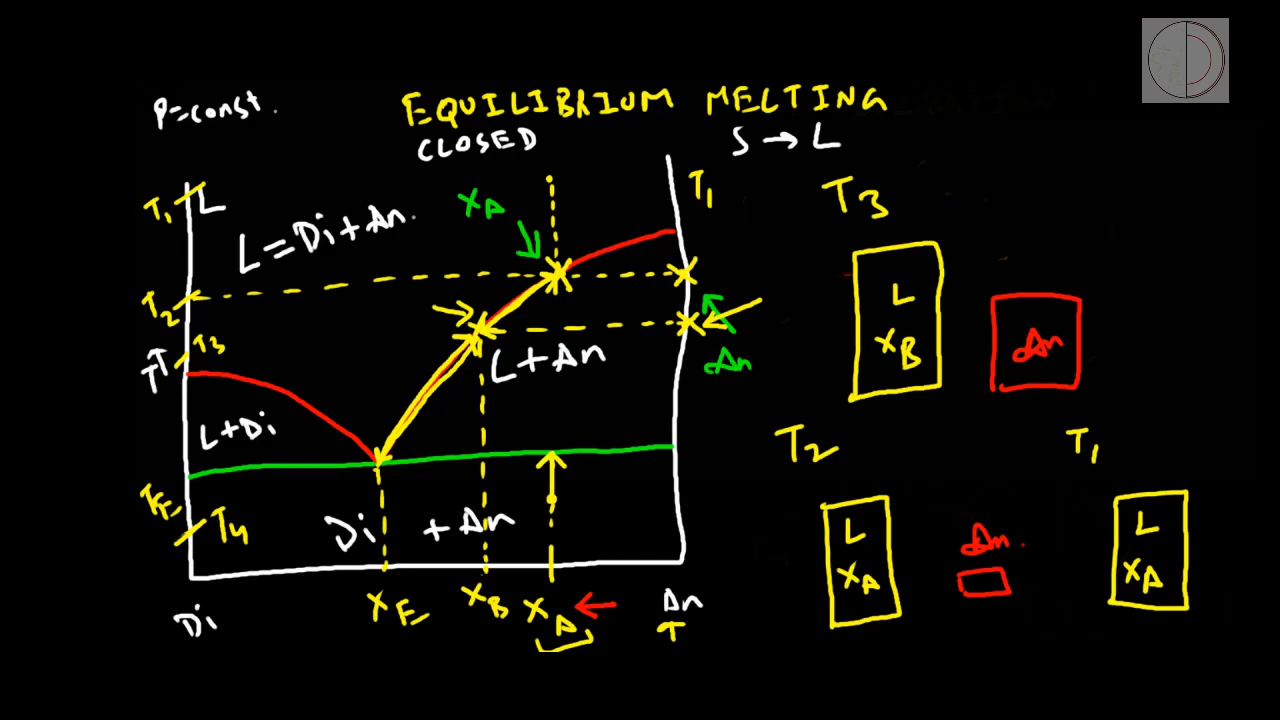 P=const.
EQUILIBRIUM MELTING
CLOSED
S → L
T1
L
XA
T1
T3
L=Di+An.
T2
T3
T
L
XB
An
L+An
An
L+Di
T2
T1
TE
T4
Di + An
L
XA
An.
L
XA
Di
XE
XB
XA
An